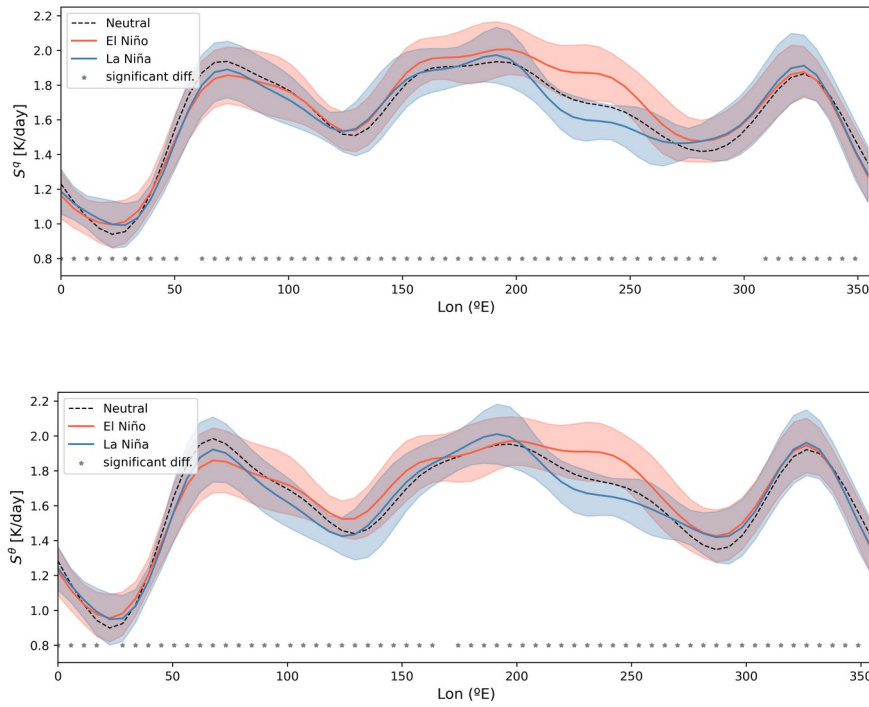 2.2
2.0
1.8
1.6
1.4
1.2
1.0
0.8
S^q [K/day]
Neutral
El Niño
La Niña
significant diff.
0 50 100 150 200 250 300 350
Lon (ºE)
2.2
2.0
1.8
1.6
1.4
1.2
1.0
0.8
S^θ [K/day]
Neutral
El Niño
La Niña
significant diff.
0 50 100 150 200 250 300 350
Lon (ºE)